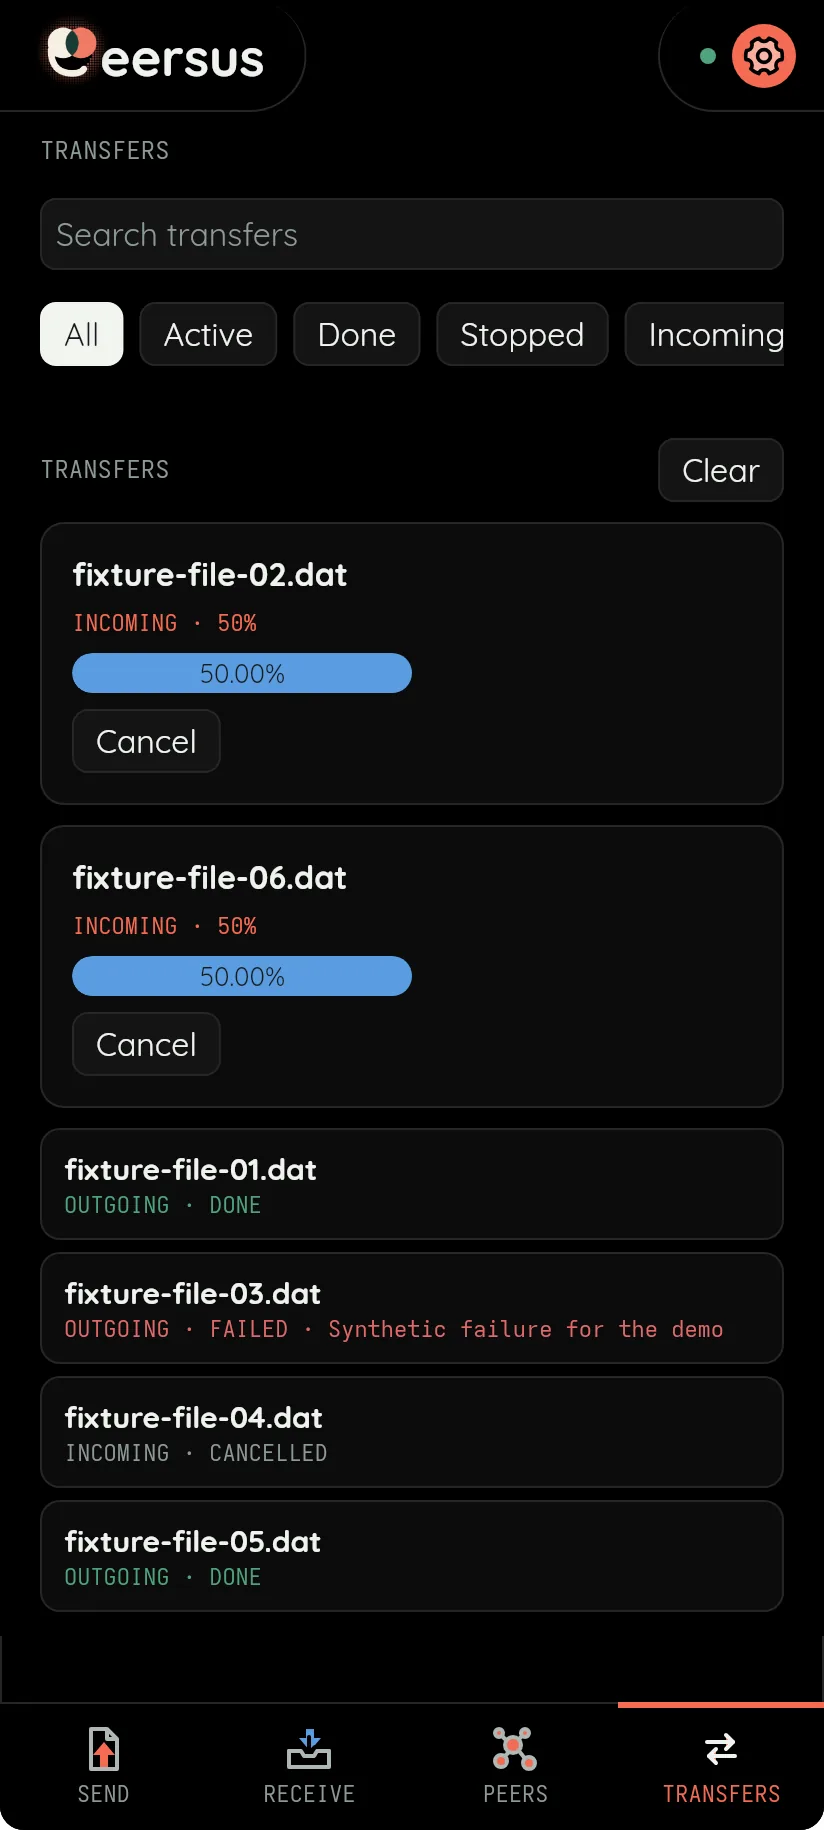 eersus
TRANSFERS
Search transfers
All Active Done Stopped Incoming
TRANSFERS Clear
fixture-file-02.dat
INCOMING · 50%
50.00%
Cancel
fixture-file-06.dat
INCOMING · 50%
50.00%
Cancel
fixture-file-01.dat
OUTGOING · DONE
fixture-file-03.dat
OUTGOING · FAILED · Synthetic failure for the demo
fixture-file-04.dat
INCOMING · CANCELLED
fixture-file-05.dat
OUTGOING · DONE
SEND RECEIVE PEERS TRANSFERS